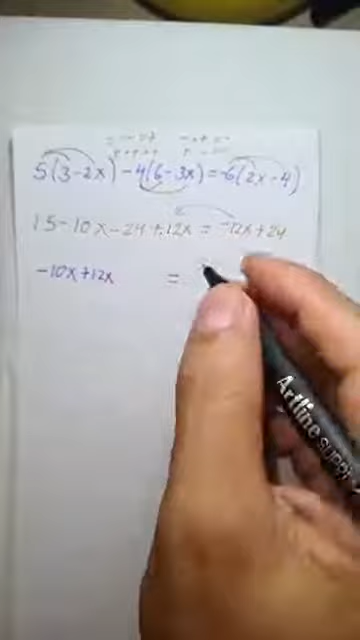 5(3-2x)-4(6-3x)=-6(2x-4)
15-10x-24+12x=-12x+24
-10x+12x =
Artline